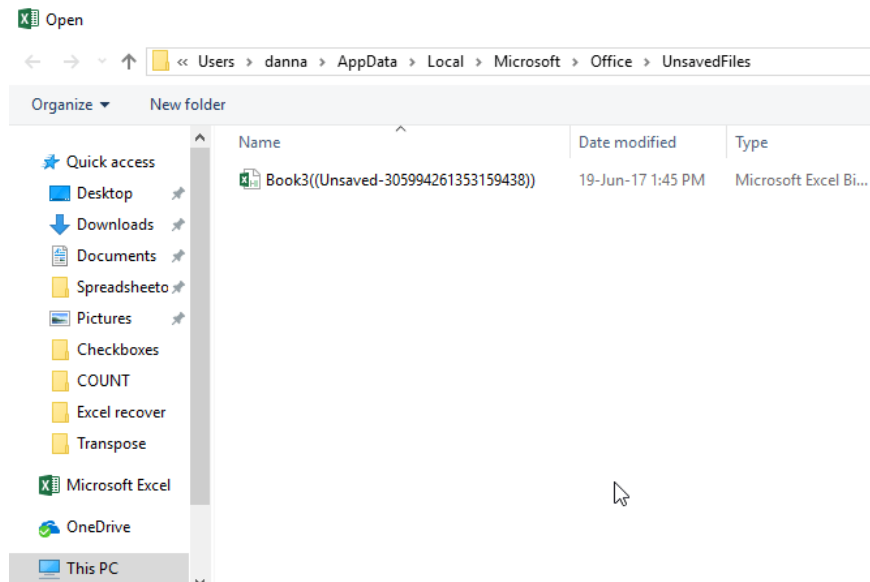 Open
« Users > danna > AppData > Local > Microsoft > Office > UnsavedFiles
Organize New folder
Name Date modified Type
Quick access
Book3((Unsaved-305994261353159438)) 19-Jun-17 1:45 PM Microsoft Excel Bi...
Desktop
Downloads
Documents
Spreadsheeto
Pictures
Checkboxes
COUNT
Excel recover
Transpose
Microsoft Excel
OneDrive
This PC